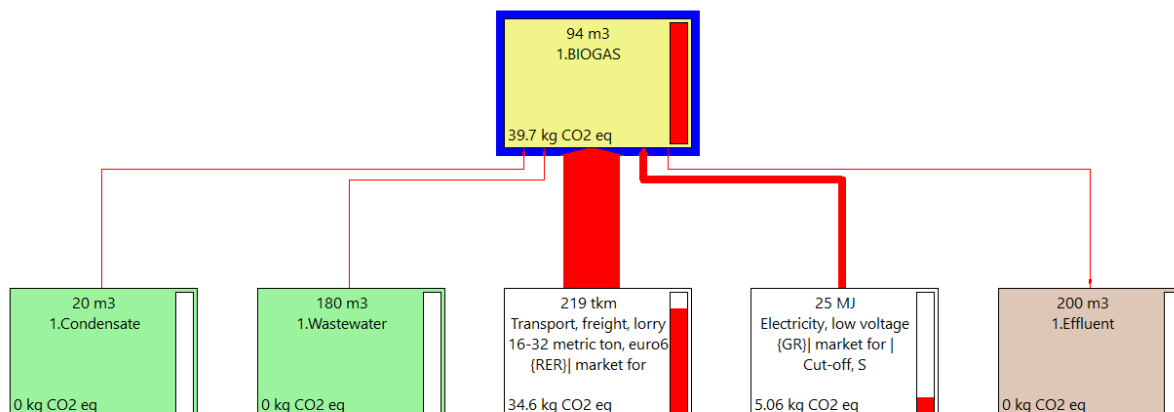 94 m3
1.BIOGAS
39.7 kg CO2 eq
20 m3
1.Condensate
0 kg CO2 eq
180 m3
1.Wastewater
0 kg CO2 eq
219 tkm
Transport, freight, lorry
16-32 metric ton, euro6
{RER}| market for
34.6 kg CO2 eq
25 MJ
Electricity, low voltage
{GR}| market for |
Cut-off, S
5.06 kg CO2 eq
200 m3
1.Effluent
0 kg CO2 eq